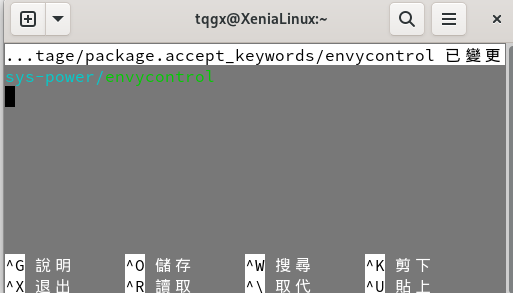 tqgx@XeniaLinux:~
...tage/package.accept_keywords/envycontrol 已變更
sys-power/envycontrol
^G 說明 ^O 儲存 ^W 搜尋 ^K 剪下
^X 退出 ^R 讀取 ^\ 取代 ^U 貼上